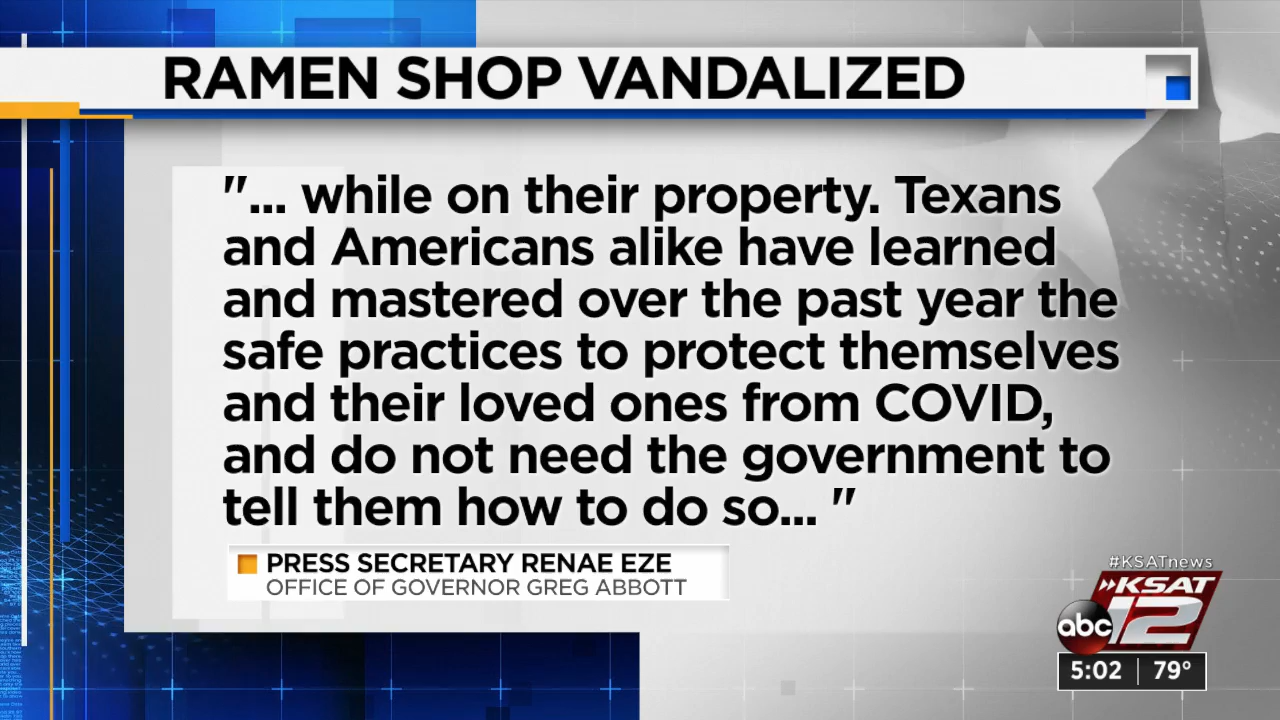 RAMEN SHOP VANDALIZED
"... while on their property. Texans
and Americans alike have learned
and mastered over the past year the
safe practices to protect themselves
and their loved ones from COVID,
and do not need the government to
tell them how to do so... "
PRESS SECRETARY RENAE EZE
OFFICE OF GOVERNOR GREG ABBOTT
#KSATnews
KSAT
abc 12
5:02 79°